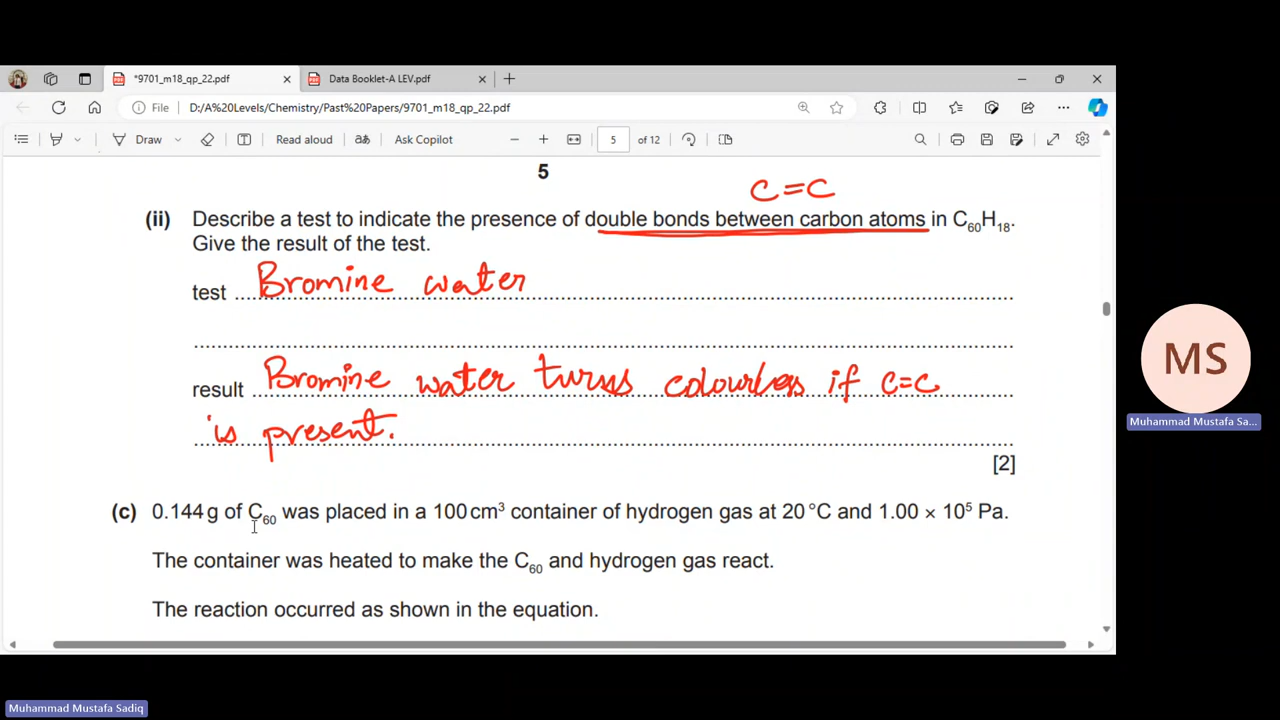 *9701_m18_qp_22.pdf
Data Booklet-A LEV.pdf
File
D:/A%20Levels/Chemistry/Past%20Papers/9701_m18_qp_22.pdf
Draw
Read aloud
aあ
Ask Copilot
5
of 12
5
C=C
(ii) Describe a test to indicate the presence of double bonds between carbon atoms in C₆₀H₁₈.
Give the result of the test.
test Bromine water
result Bromine water turns colourless if C=C
is present.
[2]
(c) 0.144 g of C₆₀ was placed in a 100 cm³ container of hydrogen gas at 20 °C and 1.00 × 10⁵ Pa.
The container was heated to make the C₆₀ and hydrogen gas react.
The reaction occurred as shown in the equation.
MS
Muhammad Mustafa Sa...
Muhammad Mustafa Sadiq